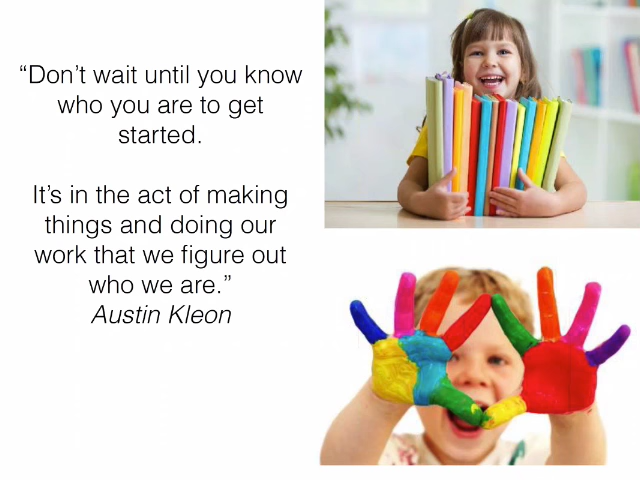 “Don’t wait until you know
who you are to get
started.
It’s in the act of making
things and doing our
work that we figure out
who we are.”
Austin Kleon